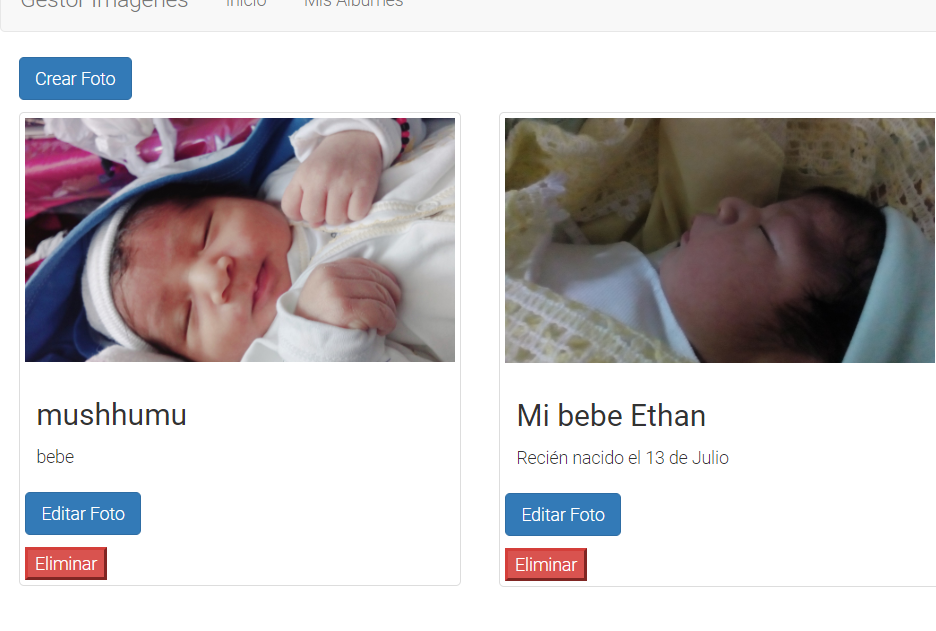 Gestor Imagenes Inicio Mis Albumes
Crear Foto
mushhumu
bebe
Editar Foto
Eliminar
Mi bebe Ethan
Recién nacido el 13 de Julio
Editar Foto
Eliminar